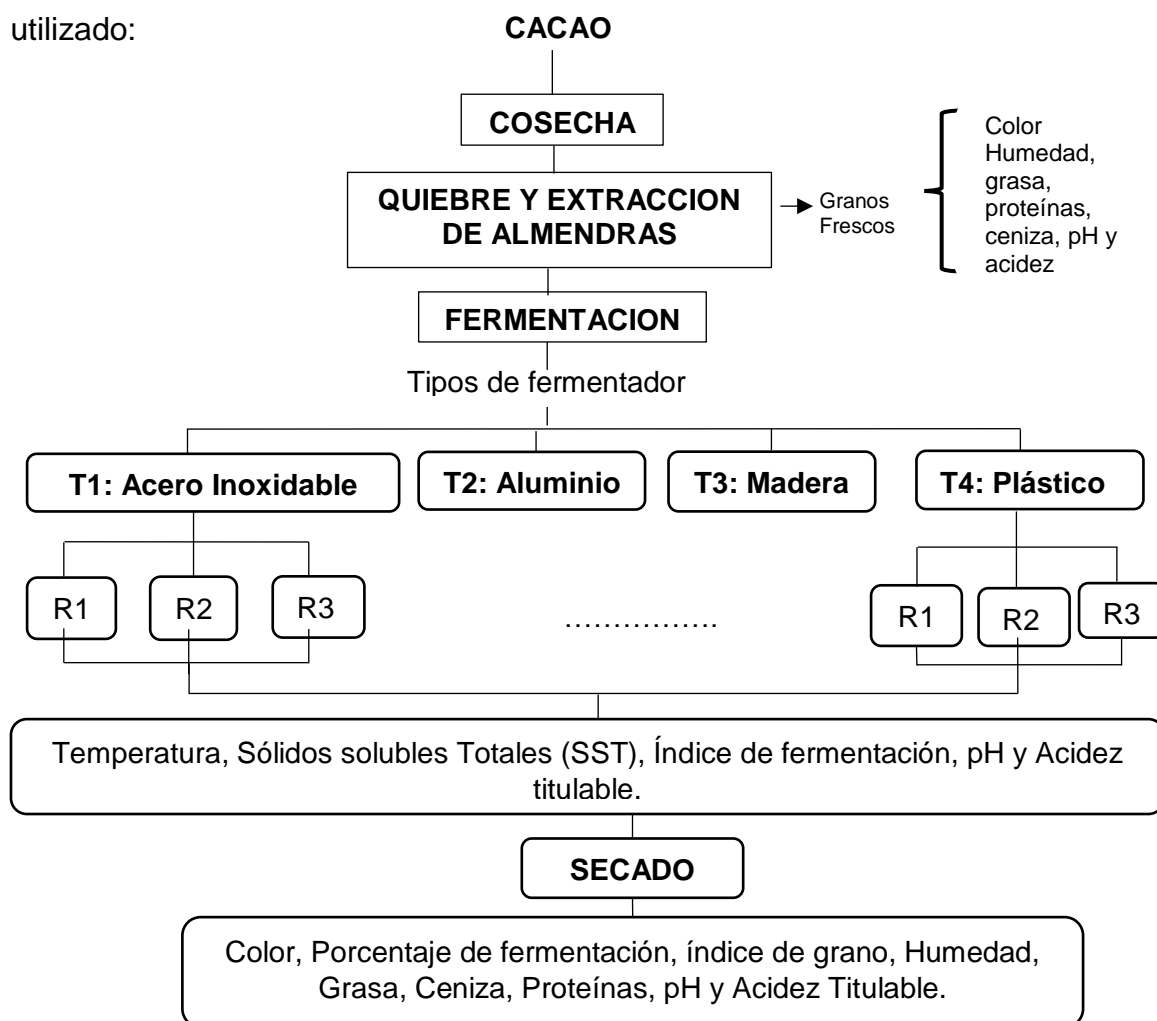 utilizado:
CACAO
COSECHA
QUIEBRE Y EXTRACCION
DE ALMENDRAS
Granos
Frescos
Color
Humedad,
grasa,
proteínas,
ceniza, pH y
acidez
FERMENTACION
Tipos de fermentador
T1: Acero Inoxidable
T2: Aluminio
T3: Madera
T4: Plástico
R1
R2
R3
…………….
R1
R2
R3
Temperatura, Sólidos solubles Totales (SST), Índice de fermentación, pH y Acidez
titulable.
SECADO
Color, Porcentaje de fermentación, índice de grano, Humedad,
Grasa, Ceniza, Proteínas, pH y Acidez Titulable.